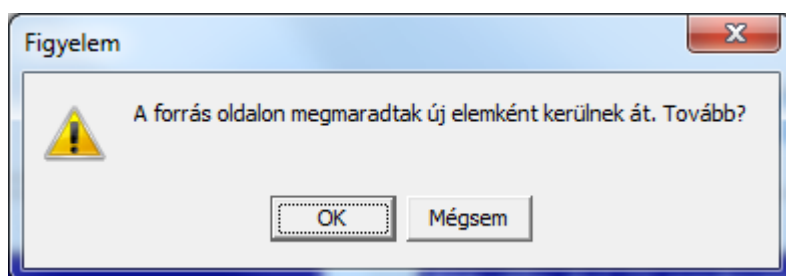 Figyelem
A forrás oldalon megmaradtak új elemként kerülnek át. Tovább?
OK
Mégsem